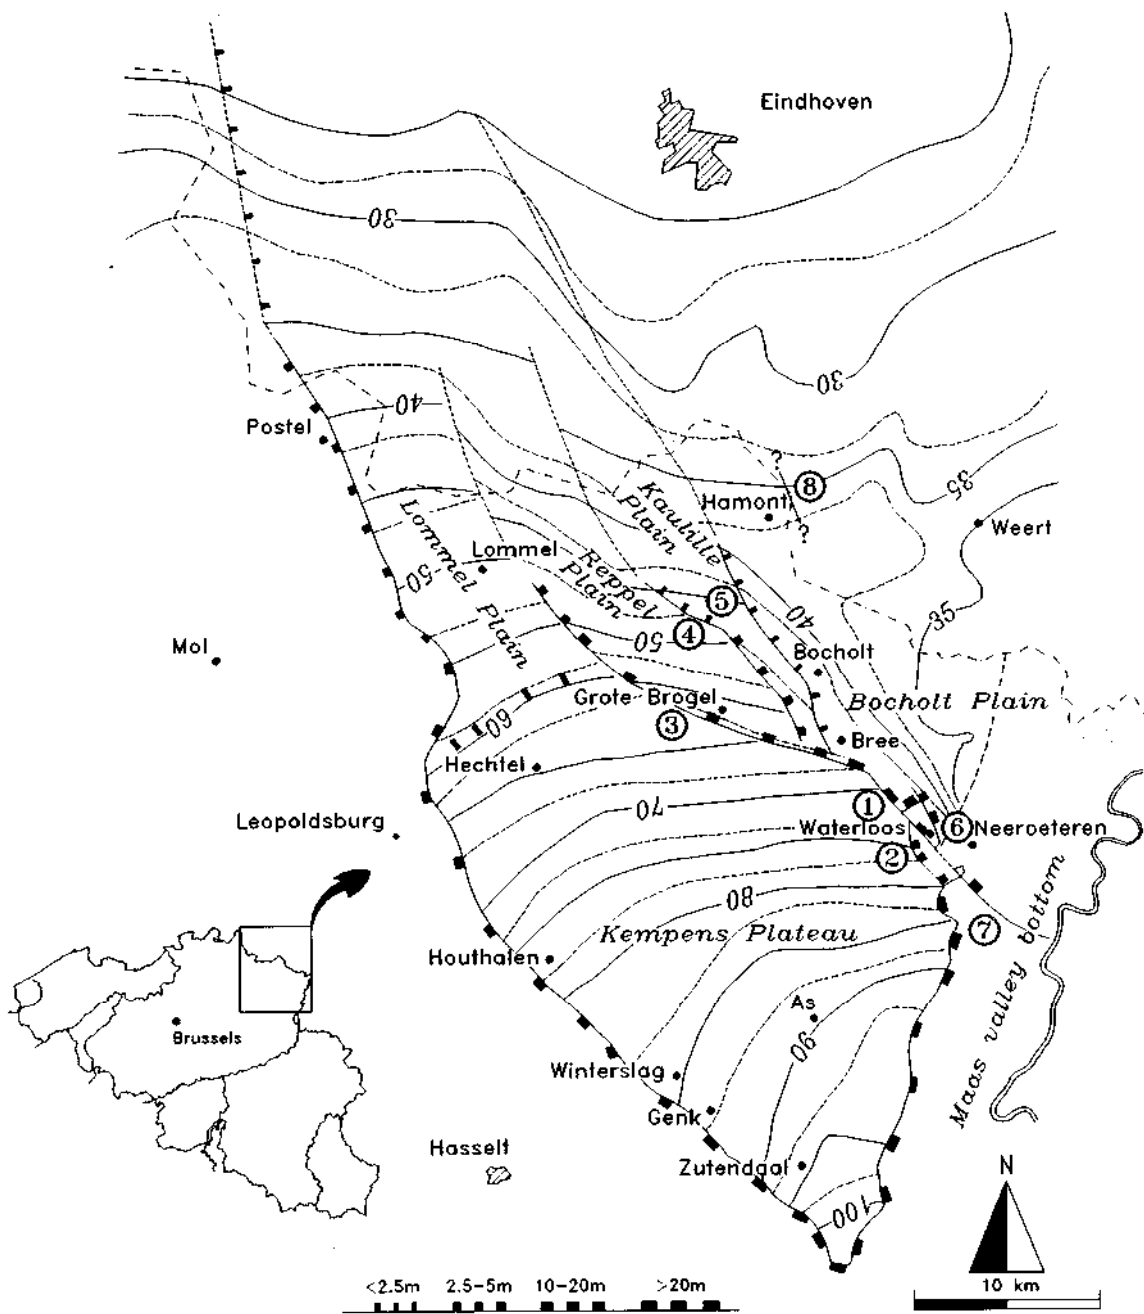 Eindhoven
30
30
40
Postel
8
Hamont
35
?
?
Weert
Kaulille
Plain
Lommel
Lommel
Plain
Reppel
Plain
50
5
4
50
40
35
Mol
Bocholt
Bocholt Plain
Grote Brogel
60
3
Bree
Hechtel
70
1
Leopoldsburg
Waterloos
6
Neeroeteren
2
80
Kempens Plateau
7
Maas valley bottom
Houthalen
As
90
Brussels
Winterslag
Genk
Hasselt
Zutendaal
N
100
<2.5m 2.5-5m 10-20m >20m
10 km